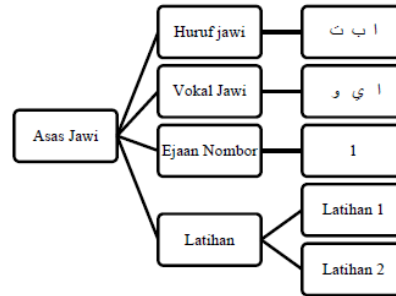 Asas Jawi
Huruf jawi
ا ب ت
Vokal Jawi
ا ي و
Ejaan Nombor
1
Latihan
Latihan 1
Latihan 2